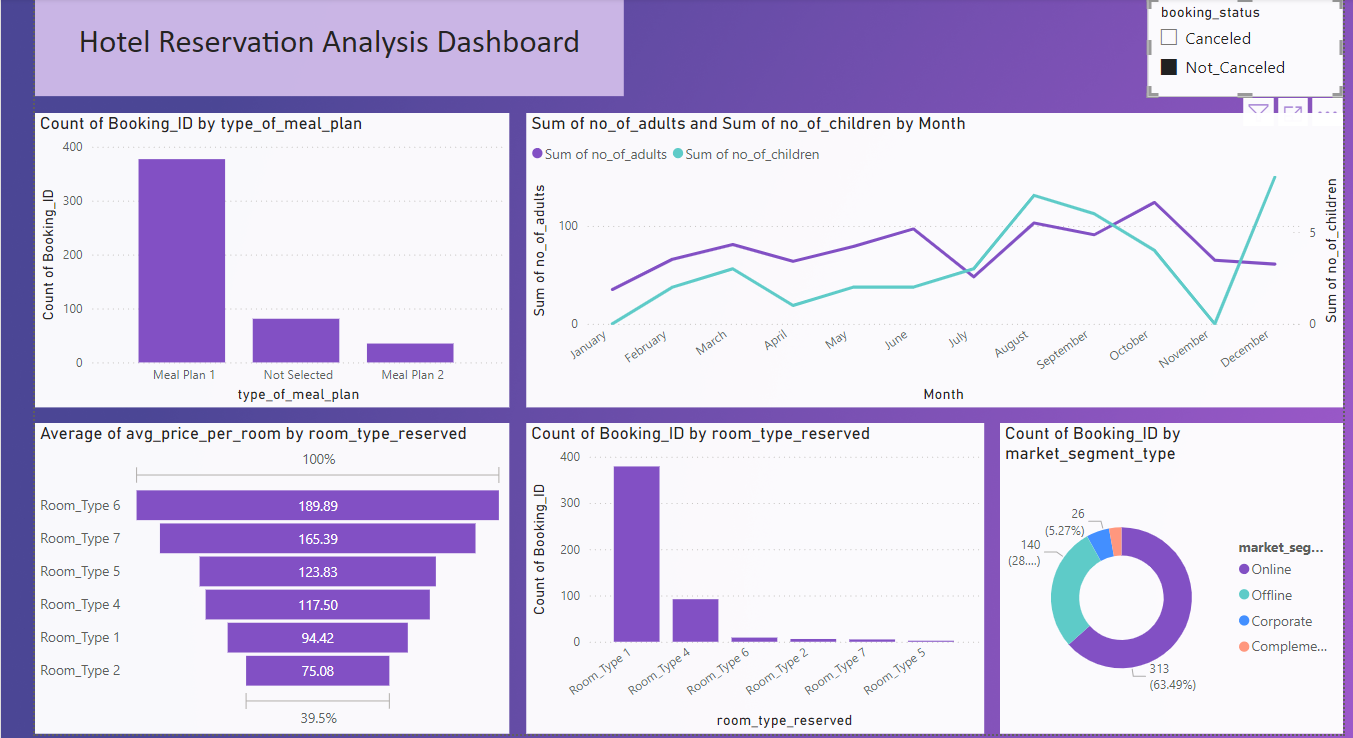 Hotel Reservation Analysis Dashboard
booking_status
Canceled
Not_Canceled
Count of Booking_ID by type_of_meal_plan
400
300
200
100
0
Count of Booking_ID
Meal Plan 1
Not Selected
Meal Plan 2
type_of_meal_plan
Sum of no_of_adults and Sum of no_of_children by Month
Sum of no_of_adults
Sum of no_of_children
Sum of no_of_adults
100
0
5
0
Sum of no_of_children
January
February
March
April
May
June
July
August
September
October
November
December
Month
Average of avg_price_per_room by room_type_reserved
100%
Room_Type 6
189.89
Room_Type 7
165.39
Room_Type 5
123.83
Room_Type 4
117.50
Room_Type 1
94.42
Room_Type 2
75.08
39.5%
Count of Booking_ID by room_type_reserved
400
300
200
100
0
Count of Booking_ID
Room_Type 1
Room_Type 4
Room_Type 6
Room_Type 2
Room_Type 7
Room_Type 5
room_type_reserved
Count of Booking_ID by
market_segment_type
26
(5.27%)
140
(28....)
313
(63.49%)
market_seg...
Online
Offline
Corporate
Compleme...